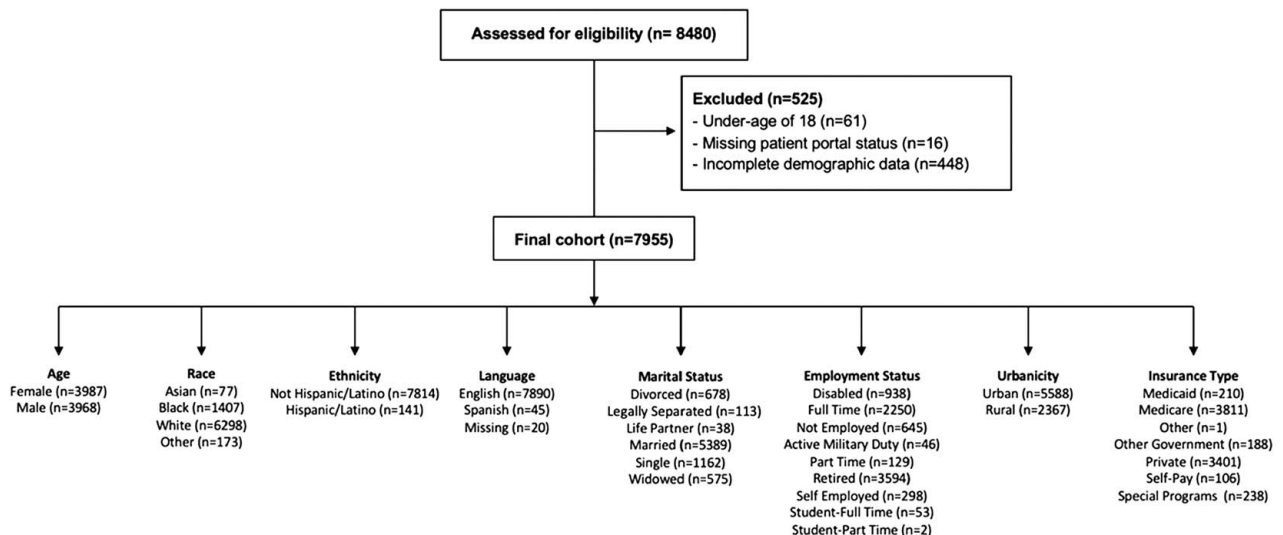 Assessed for eligibility (n= 8480)
Excluded (n=525)
- Under-age of 18 (n=61)
- Missing patient portal status (n=16)
- Incomplete demographic data (n=448)
Final cohort (n=7955)
Age
Female (n=3987)
Male (n=3968)
Race
Asian (n=77)
Black (n=1407)
White (n=6298)
Other (n=173)
Ethnicity
Not Hispanic/Latino (n=7814)
Hispanic/Latino (n=141)
Language
English (n=7890)
Spanish (n=45)
Missing (n=20)
Marital Status
Divorced (n=678)
Legally Separated (n=113)
Life Partner (n=38)
Married (n=5389)
Single (n=1162)
Widowed (n=575)
Employment Status
Disabled (n=938)
Full Time (n=2250)
Not Employed (n=645)
Active Military Duty (n=46)
Part Time (n=129)
Retired (n=3594)
Self Employed (n=298)
Student-Full Time (n=53)
Student-Part Time (n=2)
Urbanicity
Urban (n=5588)
Rural (n=2367)
Insurance Type
Medicaid (n=210)
Medicare (n=3811)
Other (n=1)
Other Government (n=188)
Private (n=3401)
Self-Pay (n=106)
Special Programs (n=238)